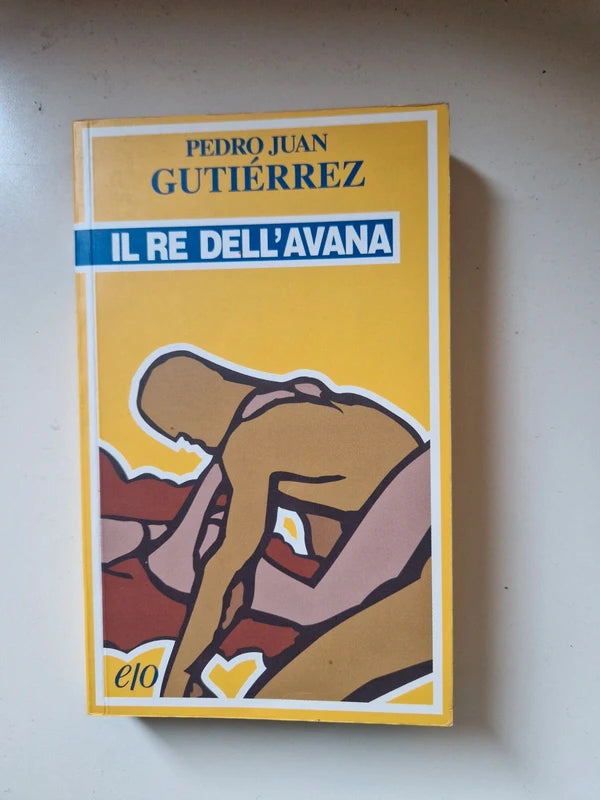 PEDRO JUAN
GUTIÉRREZ
IL RE DELL'AVANA
e/o